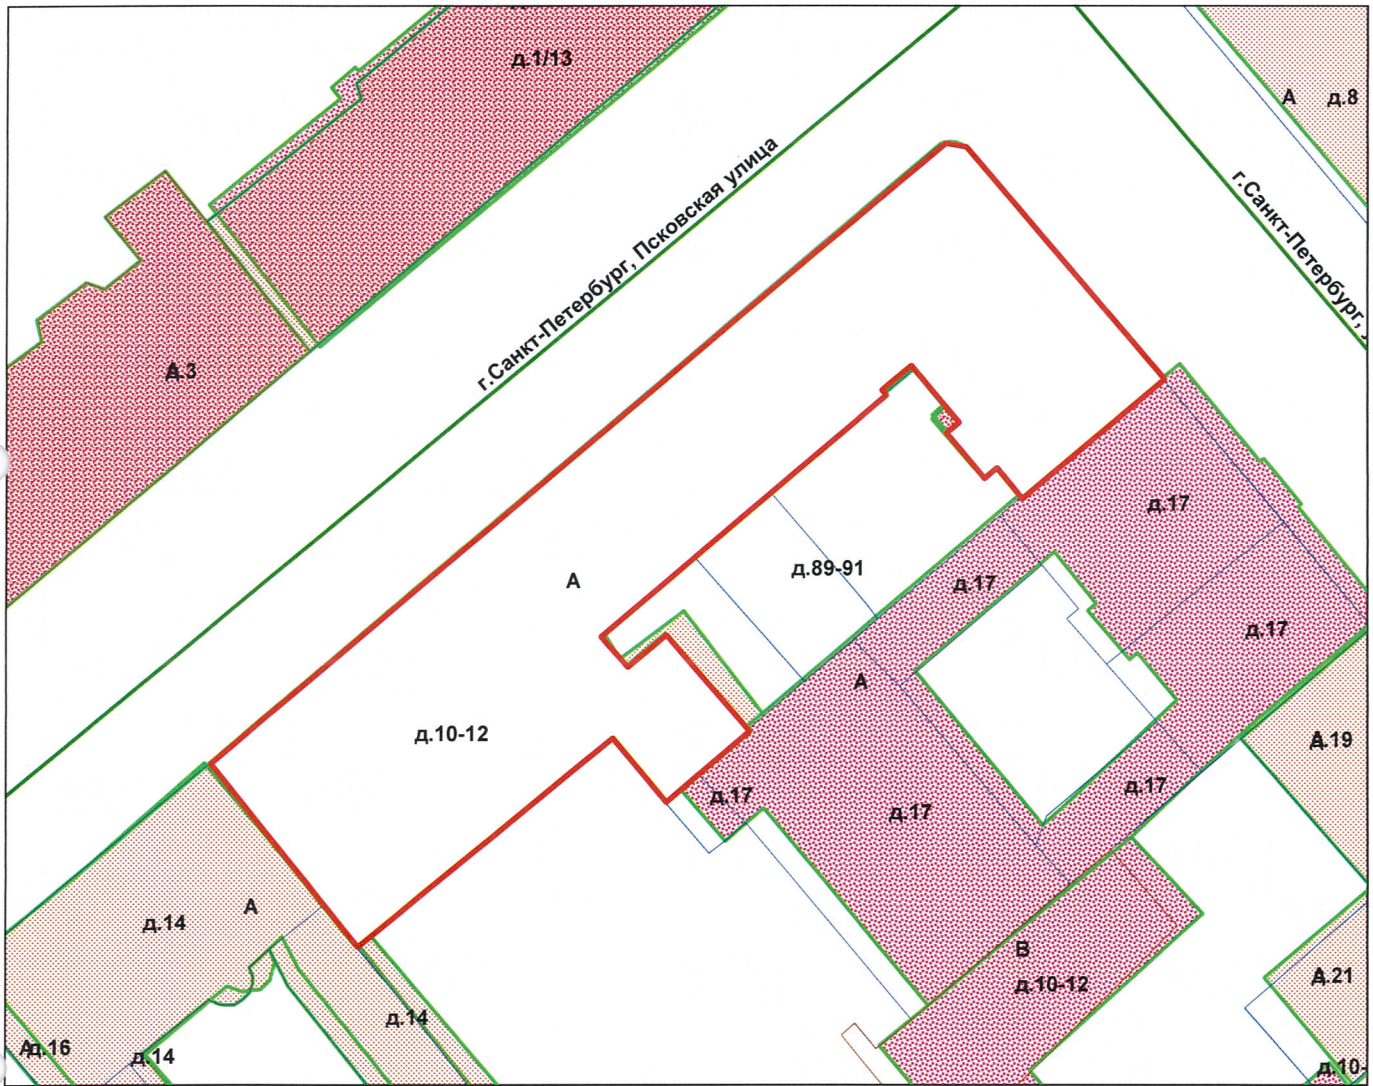 д.1/13
А д.8
г.Санкт-Петербург, Псковская улица
г.Санкт-Петербург,
д.3
д.17
А
д.89-91
д.17
д.17
А
д.10-12
д.19
д.17
д.17
д.17
А
д.14
В
д.21
д.10-12
д.14
д.16
д.14
д.10-